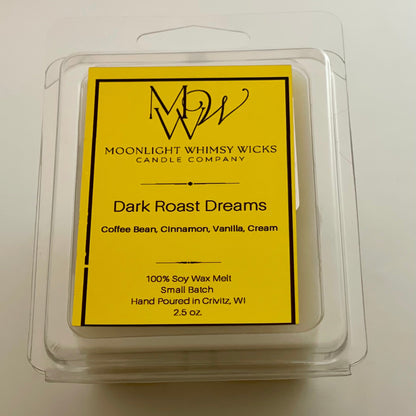 MWW
MOONLIGHT WHIMSY WICKS
CANDLE COMPANY
Dark Roast Dreams
Coffee Bean, Cinnamon, Vanilla, Cream
100% Soy Wax Melt
Small Batch
Hand Poured in Crivitz, WI
2.5 oz.